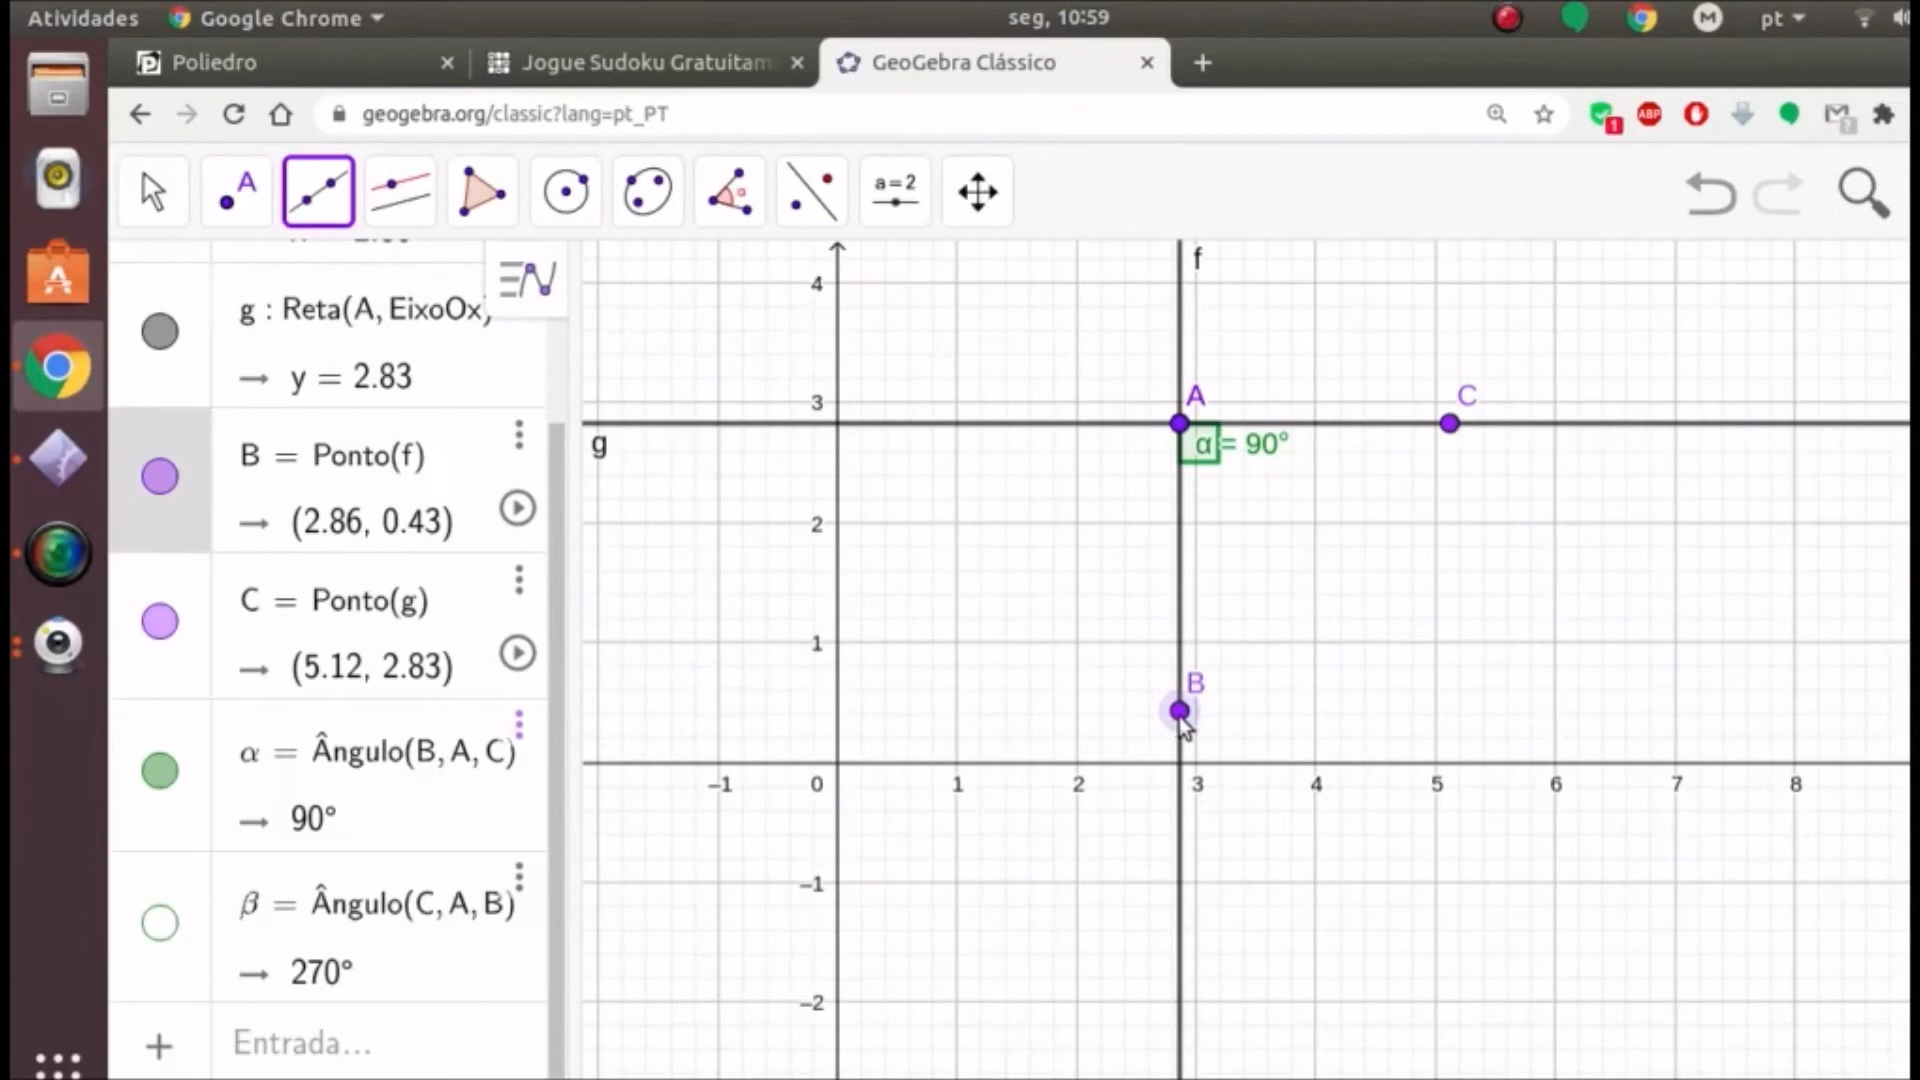 Atividades Google Chrome seg, 10:59 M pt
Poliedro Jogue Sudoku Gratuitam GeoGebra Clássico
geogebra.org/classic?lang=pt_PT 1 ABP
A a=2
g : Reta(A, EixoOx)
→ y = 2.83
B = Ponto(f)
→ (2.86, 0.43)
C = Ponto(g)
→ (5.12, 2.83)
α = Ângulo(B, A, C)
→ 90°
β = Ângulo(C, A, B)
→ 270°
+ Entrada...
f
4
A C
3
g α = 90°
2
1
B
–1 0 1 2 3 4 5 6 7 8
–1
–2